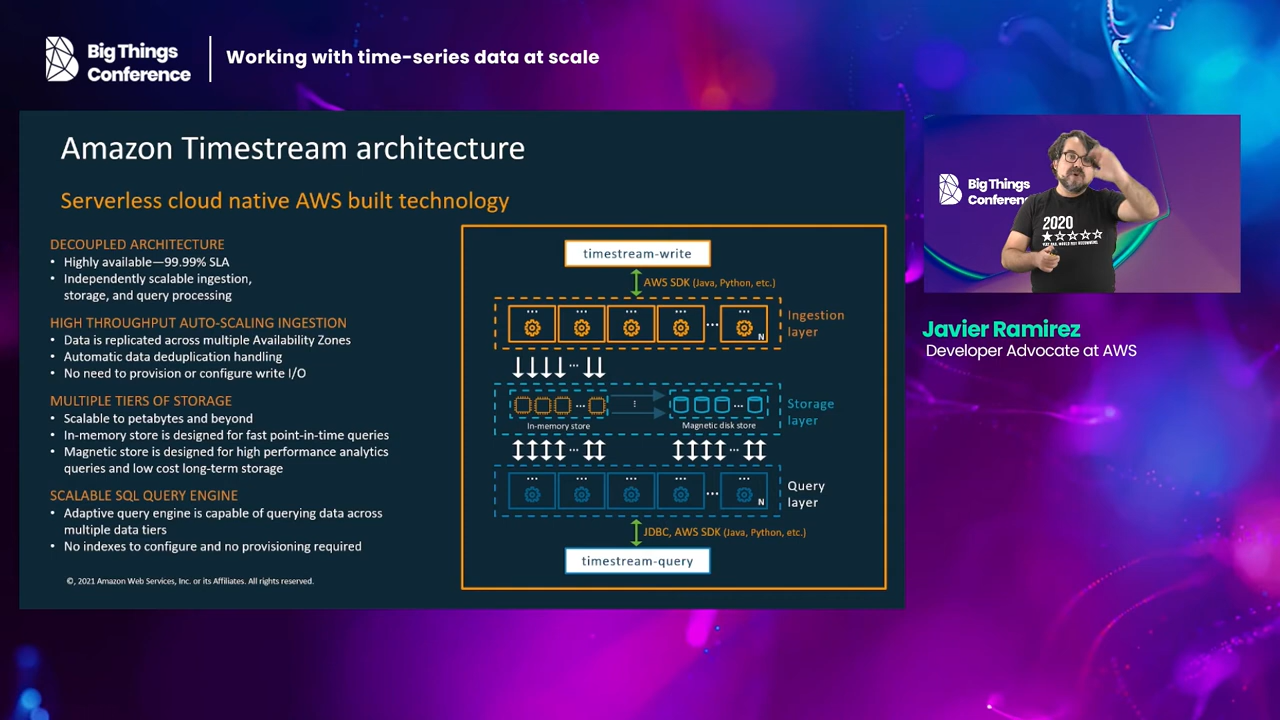 Big Things
Conference
Working with time-series data at scale
Amazon Timestream architecture
Serverless cloud native AWS built technology
DECOUPLED ARCHITECTURE
• Highly available—99.99% SLA
• Independently scalable ingestion,
storage, and query processing
HIGH THROUGHPUT AUTO-SCALING INGESTION
• Data is replicated across multiple Availability Zones
• Automatic data deduplication handling
• No need to provision or configure write I/O
MULTIPLE TIERS OF STORAGE
• Scalable to petabytes and beyond
• In-memory store is designed for fast point-in-time queries
• Magnetic store is designed for high performance analytics
queries and low cost long-term storage
SCALABLE SQL QUERY ENGINE
• Adaptive query engine is capable of querying data across
multiple data tiers
• No indexes to configure and no provisioning required
©, 2021 Amazon Web Services, Inc. or its Affiliates. All rights reserved.
timestream-write
AWS SDK (Java, Python, etc.)
... ... ... ... ... ...
N
Ingestion
layer
...
... ⋮ ...
In-memory store
Magnetic disk store
Storage
layer
... ...
... ... ... ... ... ...
N
Query
layer
JDBC, AWS SDK (Java, Python, etc.)
timestream-query
Big Things
Conferen
2020
Javier Ramirez
Developer Advocate at AWS